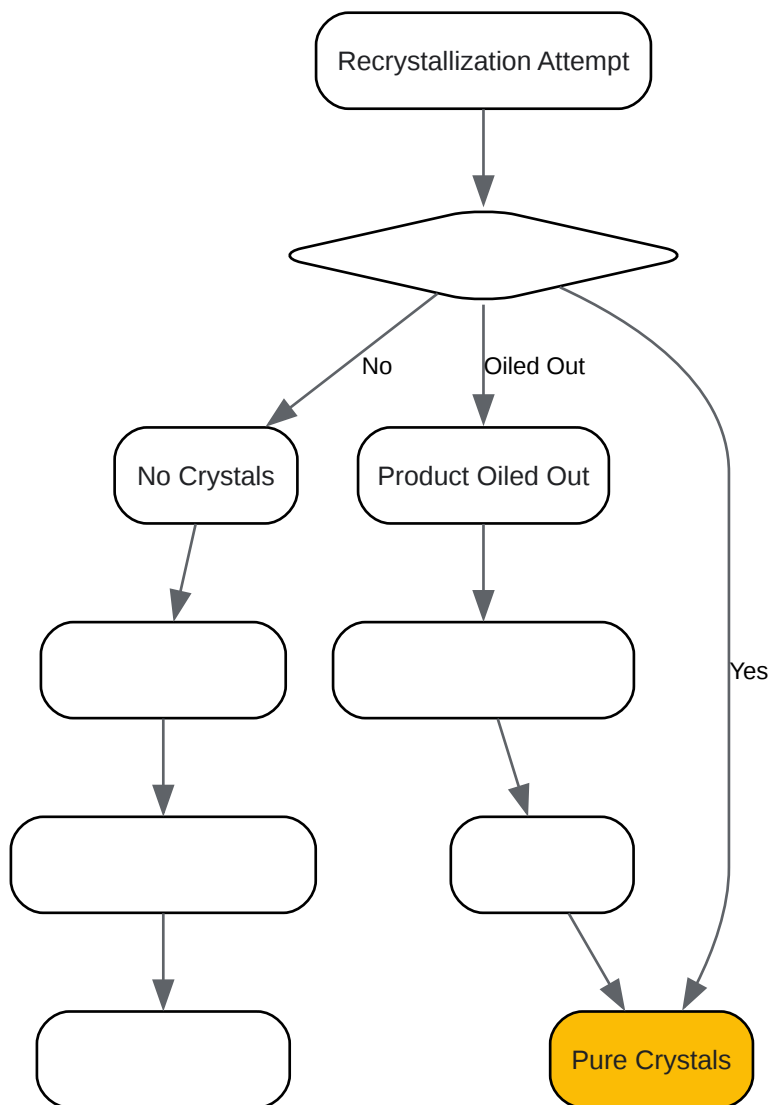 Recrystallization Attempt
No
Oiled Out
No Crystals
Product Oiled Out
Yes
Pure Crystals